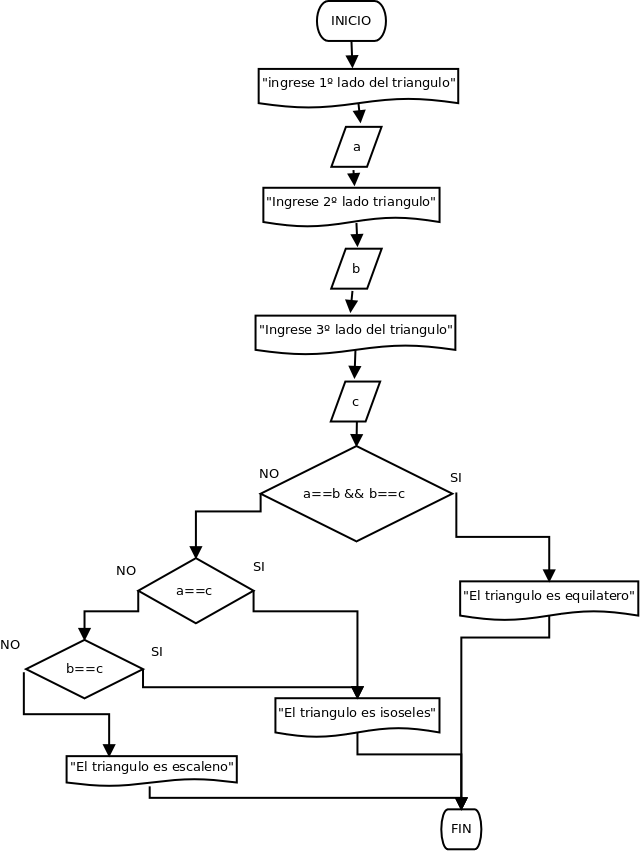 INICIO
"ingrese 1º lado del triangulo"
a
"Ingrese 2º lado triangulo"
b
"Ingrese 3º lado del triangulo"
c
NO
SI
a==b && b==c
NO
SI
a==c
"El triangulo es equilatero"
NO
SI
b==c
"El triangulo es isoseles"
"El triangulo es escaleno"
FIN